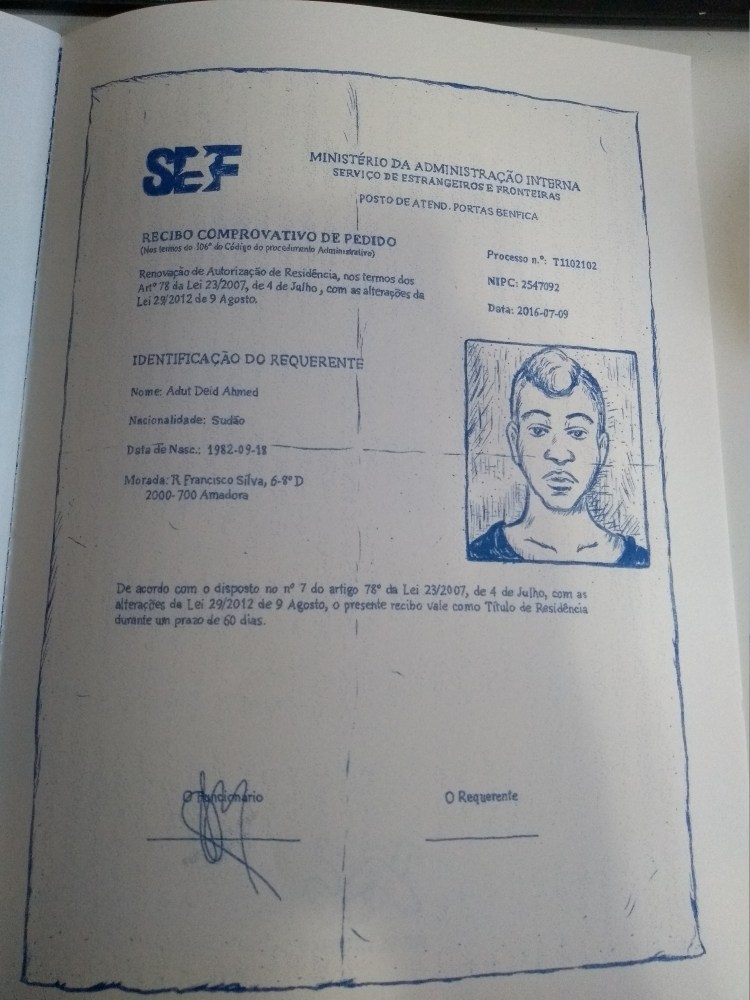 SEF
MINISTÉRIO DA ADMINISTRAÇÃO INTERNA
SERVIÇO DE ESTRANGEIROS E FRONTEIRAS
POSTO DE ATEND. PORTAS BENFICA
RECIBO COMPROVATIVO DE PEDIDO
(Nos termos do 106º do Código do procedimento Administrativo)
Processo n.º: T1102102
NIPC: 2547092
Data: 2016-07-09
Renovação de Autorização de Residência, nos termos dos
Artº 78 da Lei 23/2007, de 4 de Julho, com as alterações da
Lei 29/2012 de 9 Agosto.
IDENTIFICAÇÃO DO REQUERENTE
Nome: Adut Deid Ahmed
Nacionalidade: Sudão
Data de Nasc.: 1982-09-18
Morada: R Francisco Silva, 6-8º D
2000-700 Amadora
De acordo com o disposto no nº 7 do artigo 78º da Lei 23/2007, de 4 de Julho, com as
alterações da Lei 29/2012 de 9 Agosto, o presente recibo vale como Título de Residência
durante um prazo de 60 dias.
O Funcionário
O Requerente